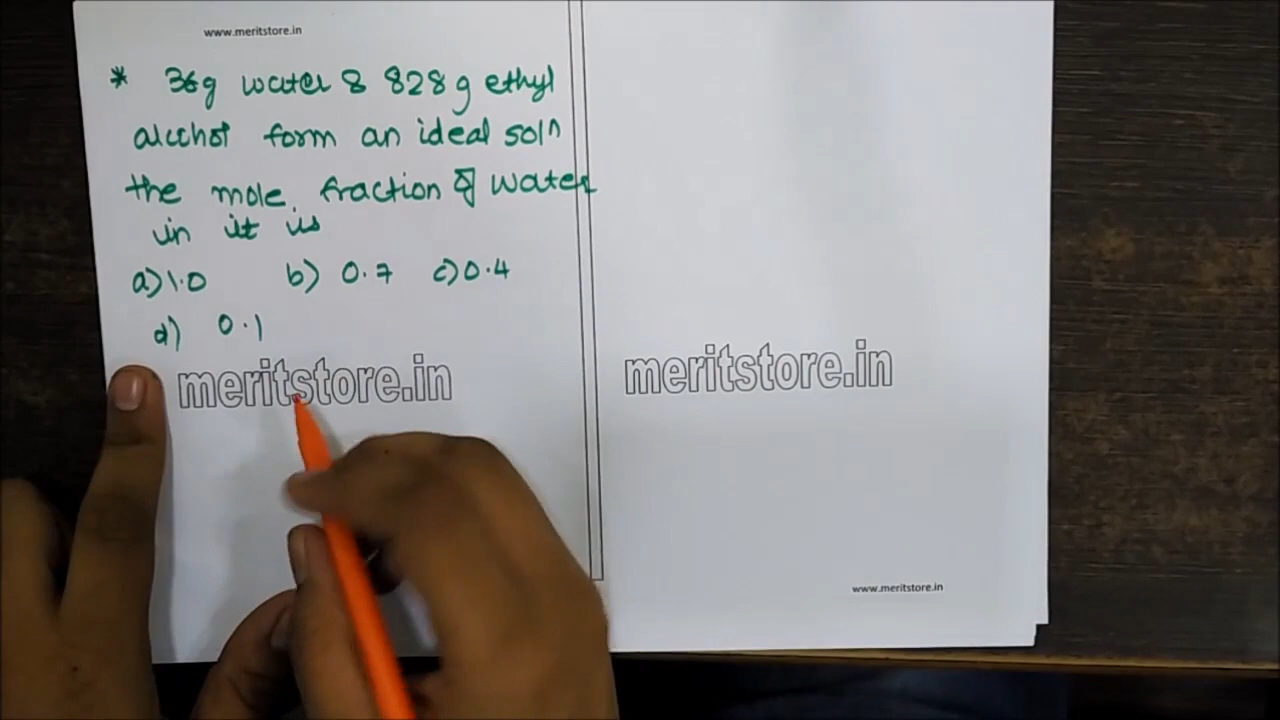 www.meritstore.in
* 36g water & 828 g ethyl
alcohol form an ideal soln
the mole fraction of water
in it is
a) 1.0 b) 0.7 c) 0.4
d) 0.1
meritstore.in
meritstore.in
www.meritstore.in